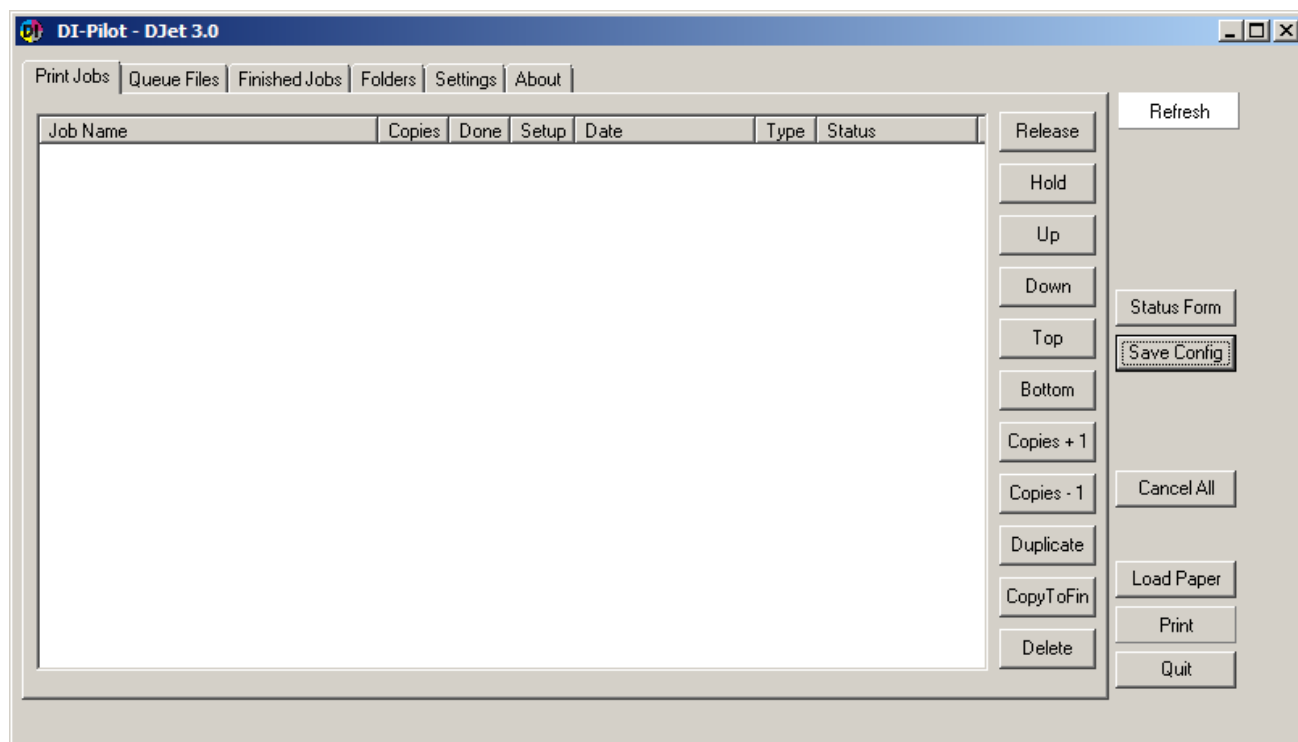 DI-Pilot - DJet 3.0
Print Jobs Queue Files Finished Jobs Folders Settings About
Job Name Copies Done Setup Date Type Status
Release
Hold
Up
Down
Top
Bottom
Copies + 1
Copies - 1
Duplicate
CopyToFin
Delete
Refresh
Status Form
Save Config
Cancel All
Load Paper
Print
Quit